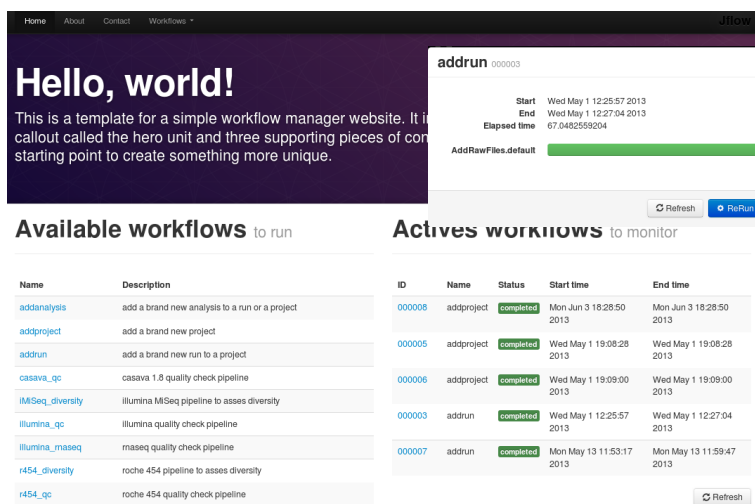 Home About Contact Workflows
Jflow
Hello, world!
This is a template for a simple workflow manager website. It i
callout called the hero unit and three supporting pieces of con
starting point to create something more unique.
addrun 000003
Start Wed May 1 12:25:57 2013
End Wed May 1 12:27:04 2013
Elapsed time 67.0482559204
AddRawFiles.default
Refresh ReRun
Available workflows to run
Name Description
addanalysis add a brand new analysis to a run or a project
addproject add a brand new project
addrun add a brand new run to a project
casava_qc casava 1.8 quality check pipeline
iMiSeq_diversity illumina MiSeq pipeline to asses diversity
illumina_qc illumina quality check pipeline
illumina_rnaseq rnaseq quality check pipeline
r454_diversity roche 454 pipeline to asses diversity
r454_qc roche 454 quality check pipeline
Actives workflows to monitor
ID Name Status Start time End time
000008 addproject completed Mon Jun 3 18:28:50 2013 Mon Jun 3 18:28:50 2013
000005 addproject completed Wed May 1 19:08:28 2013 Wed May 1 19:08:28 2013
000006 addproject completed Wed May 1 19:09:00 2013 Wed May 1 19:09:00 2013
000003 addrun completed Wed May 1 12:25:57 2013 Wed May 1 12:27:04 2013
000007 addrun completed Mon May 13 11:53:17 2013 Mon May 13 11:59:47 2013
Refresh